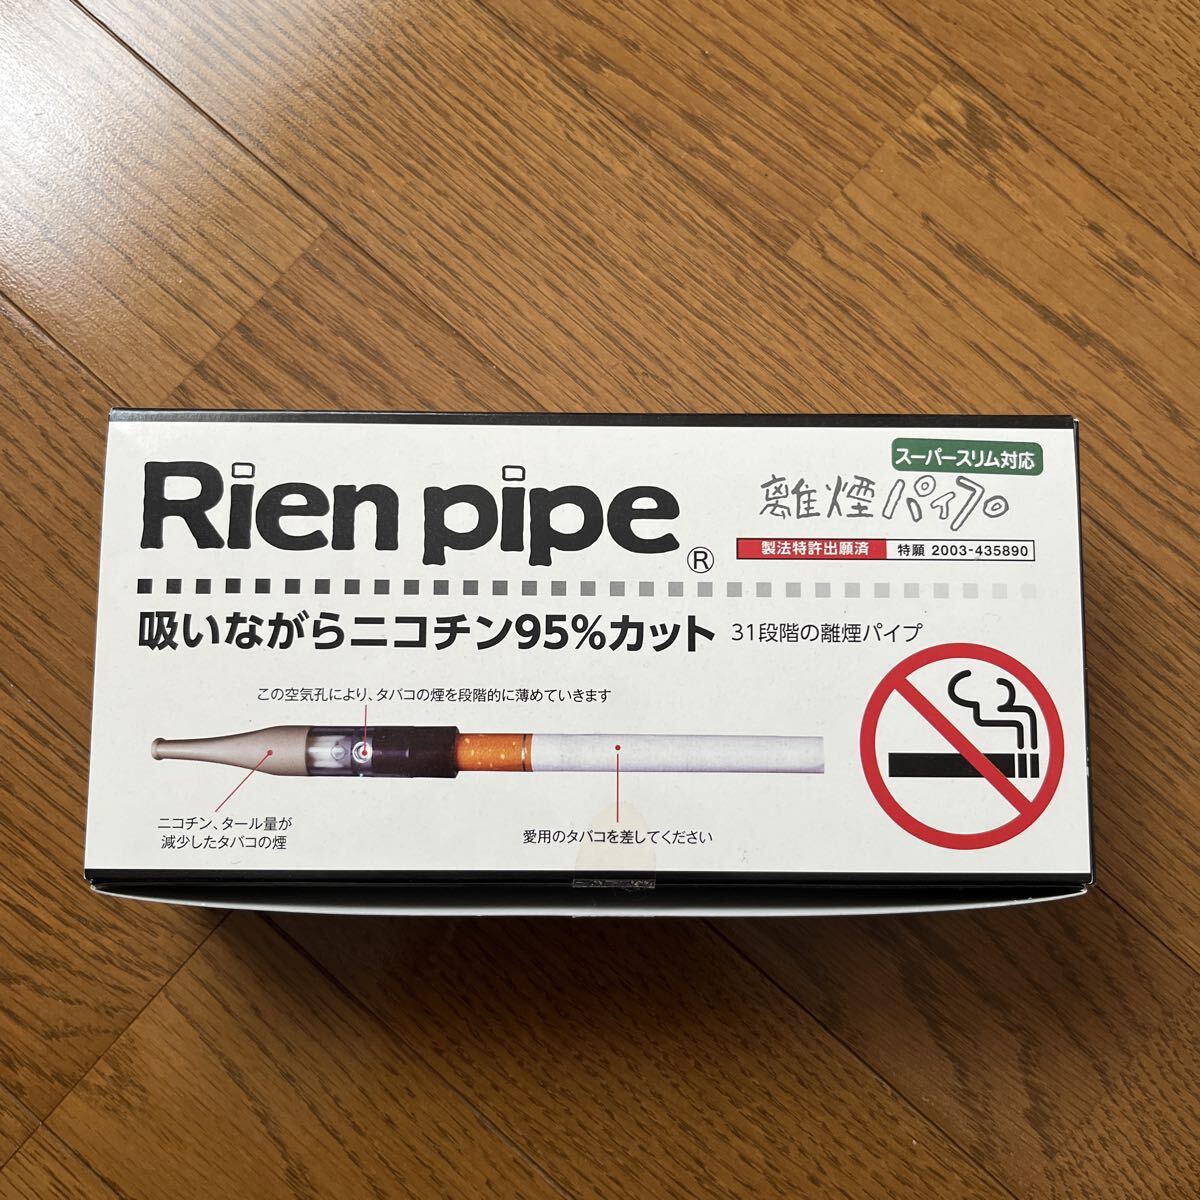 スーパースリム対応
Rien pipe®
離煙パイプ
製法特許出願済 特願 2003-435890
吸いながらニコチン95%カット 31段階の離煙パイプ
この空気孔により、タバコの煙を段階的に薄めていきます
ニコチン、タール量が
減少したタバコの煙
愛用のタバコを差してください